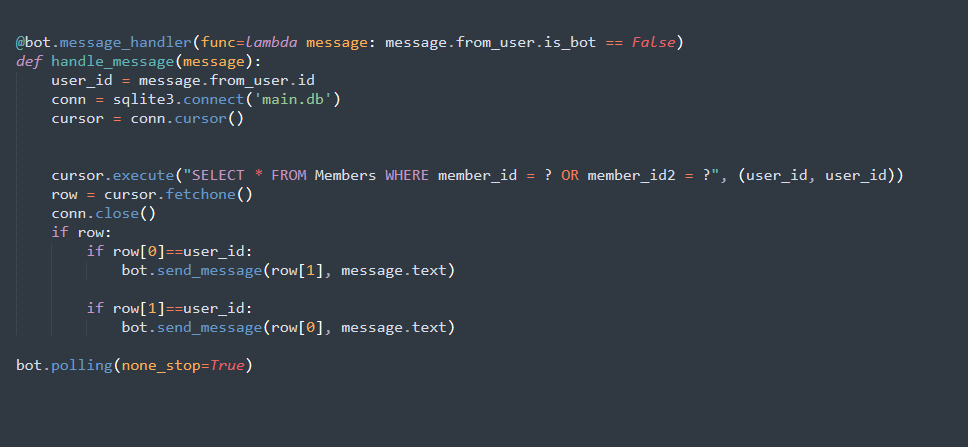 @bot.message_handler(func=lambda message: message.from_user.is_bot == False)
def handle_message(message):
    user_id = message.from_user.id
    conn = sqlite3.connect('main.db')
    cursor = conn.cursor()
    cursor.execute("SELECT * FROM Members WHERE member_id = ? OR member_id2 = ?", (user_id, user_id))
    row = cursor.fetchone()
    conn.close()
    if row:
        if row[0]==user_id:
            bot.send_message(row[1], message.text)
        if row[1]==user_id:
            bot.send_message(row[0], message.text)
bot.polling(none_stop=True)